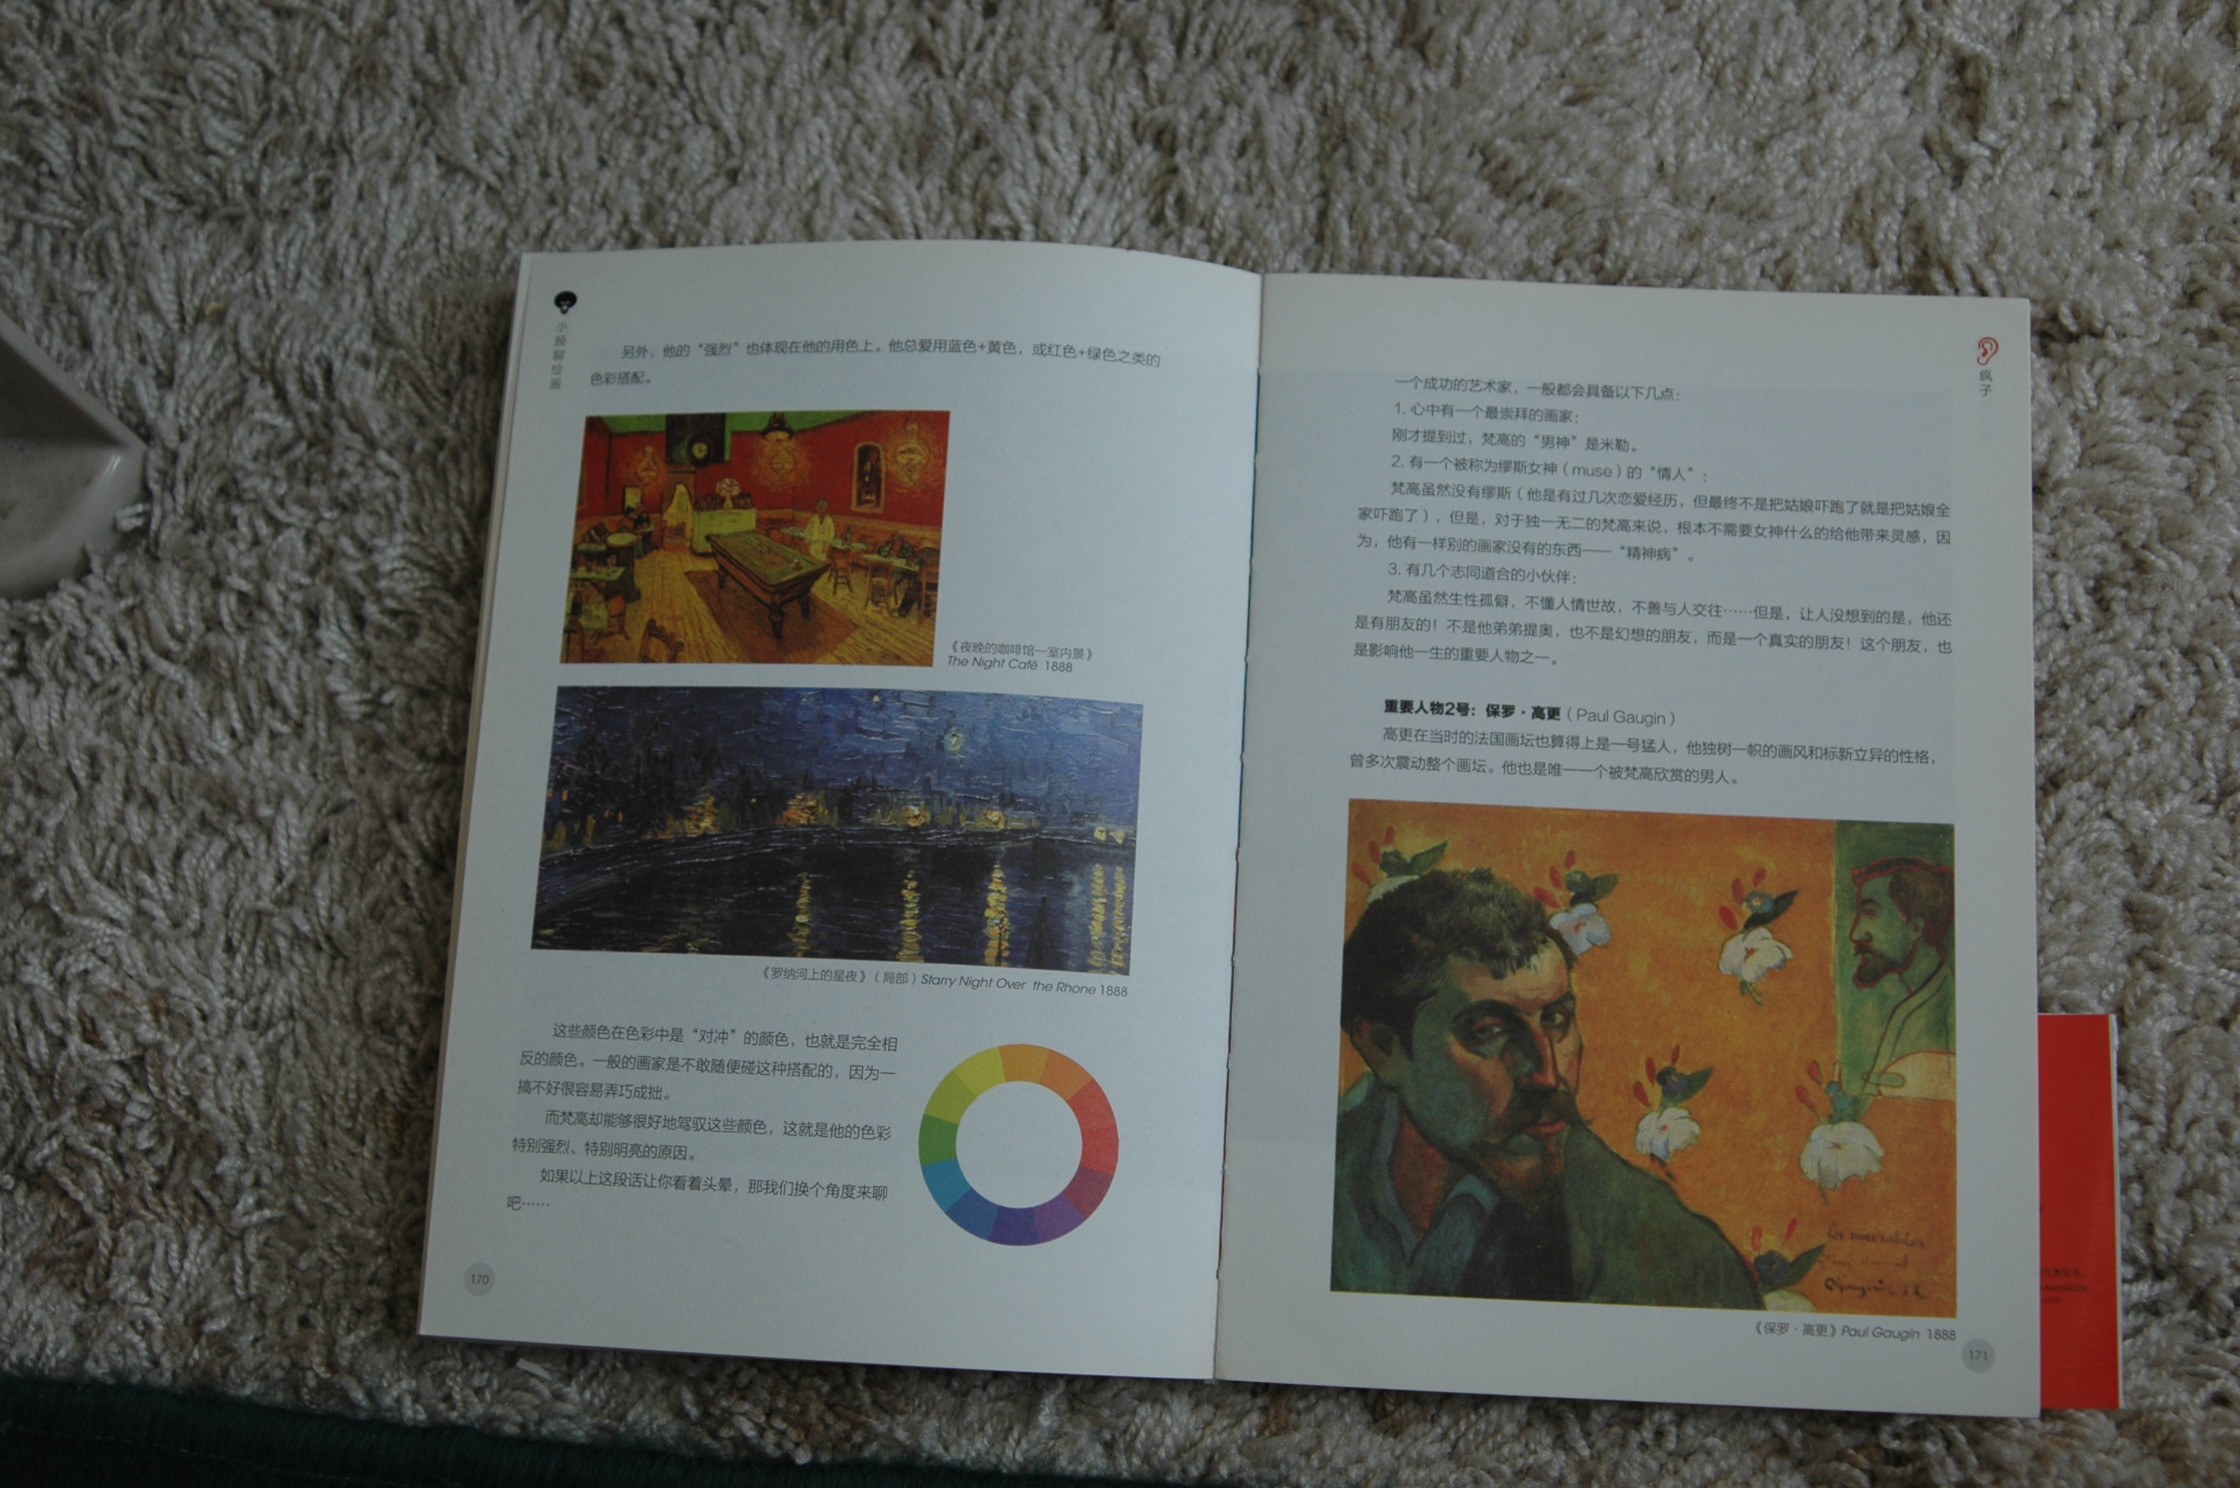 小
顾
聊
绘
画
另外，他的“强烈”也体现在他的用色上。他总爱用蓝色+黄色，或红色+绿色之类的
色彩搭配。
《夜晚的咖啡馆—室内景》
The Night Café 1888
《罗纳河上的星夜》（局部）Starry Night Over the Rhone 1888
这些颜色在色彩中是“对冲”的颜色，也就是完全相
反的颜色。一般的画家是不敢随便碰这种搭配的，因为一
搞不好很容易弄巧成拙。
而梵高却能够很好地驾驭这些颜色，这就是他的色彩
特别强烈、特别明亮的原因。
如果以上这段话让你看着头晕，那我们换个角度来聊
吧……
170
疯
子
一个成功的艺术家，一般都会具备以下几点：
1. 心中有一个最崇拜的画家：
刚才提到过，梵高的“男神”是米勒。
2. 有一个被称为缪斯女神（muse）的“情人”：
梵高虽然没有缪斯（他是有过几次恋爱经历，但最终不是把姑娘吓跑了就是把姑娘全
家吓跑了），但是，对于独一无二的梵高来说，根本不需要女神什么的给他带来灵感，因
为，他有一样别的画家没有的东西——“精神病”。
3. 有几个志同道合的小伙伴：
梵高虽然生性孤僻，不懂人情世故，不善与人交往……但是，让人没想到的是，他还
是有朋友的！不是他弟弟提奥，也不是幻想的朋友，而是一个真实的朋友！这个朋友，也
是影响他一生的重要人物之一。
重要人物2号：保罗·高更（Paul Gaugin）
高更在当时的法国画坛也算得上是一号猛人，他独树一帜的画风和标新立异的性格，
曾多次震动整个画坛。他也是唯一一个被梵高欣赏的男人。
les misérables
《保罗·高更》Paul Gaugin 1888
171